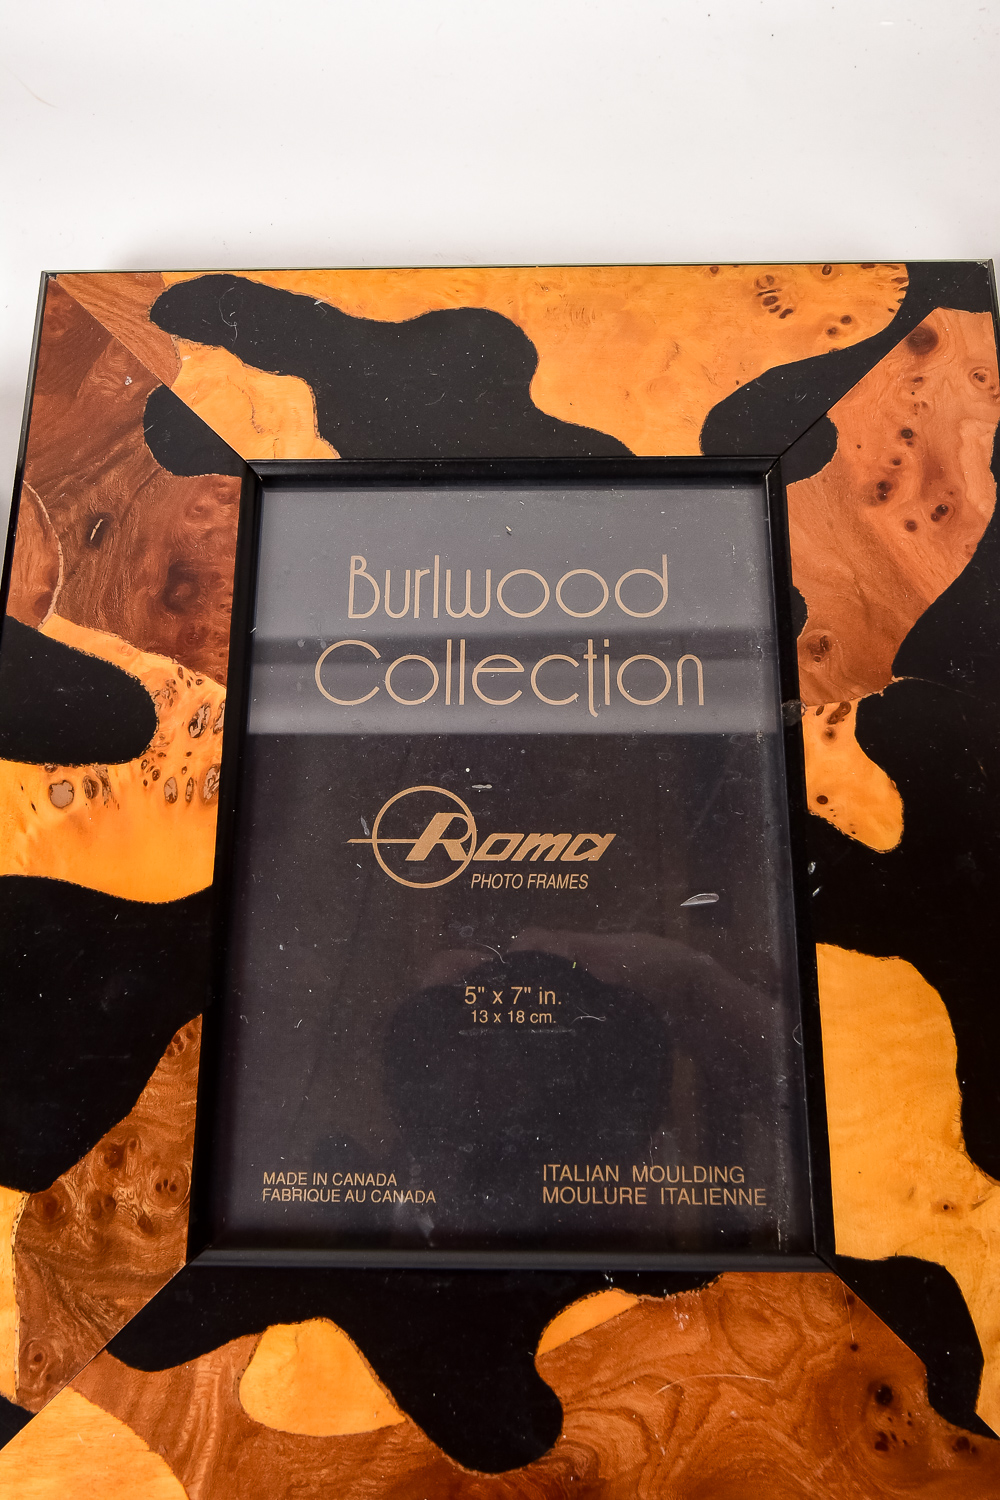 Burlwood
Collection
Roma
PHOTO FRAMES
5" x 7" in.
13 x 18 cm.
MADE IN CANADA
FABRIQUE AU CANADA
ITALIAN MOULDING
MOULURE ITALIENNE